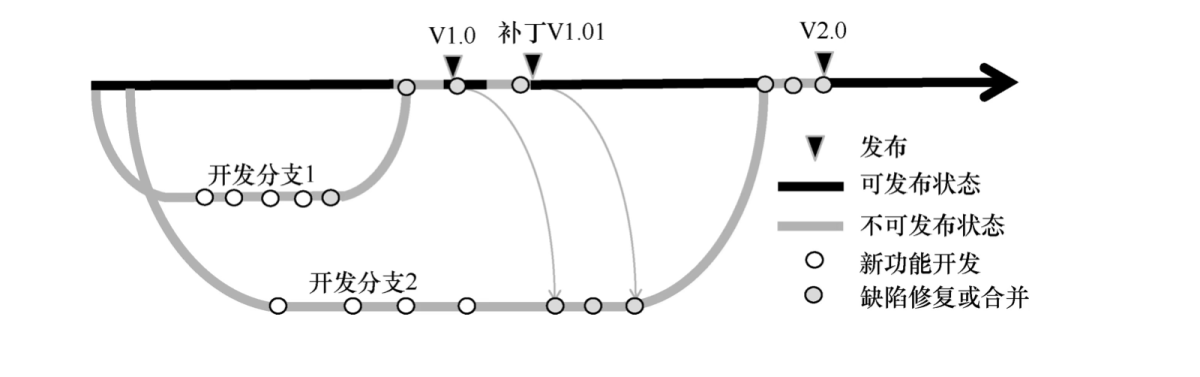 V1.0
补丁V1.01
V2.0
开发分支1
开发分支2
发布
可发布状态
不可发布状态
新功能开发
缺陷修复或合并